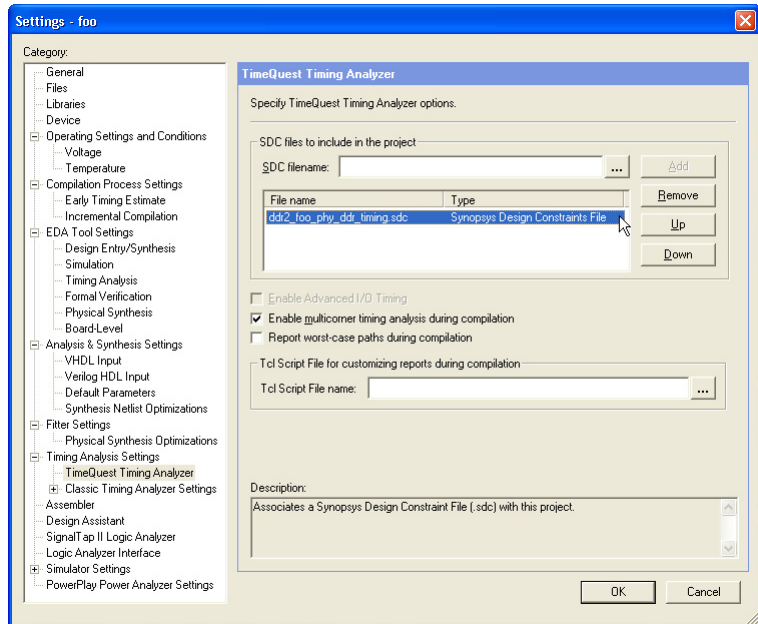 Settings - foo
Category:
General
Files
Libraries
Device
Operating Settings and Conditions
Voltage
Temperature
Compilation Process Settings
Early Timing Estimate
Incremental Compilation
EDA Tool Settings
Design Entry/Synthesis
Simulation
Timing Analysis
Formal Verification
Physical Synthesis
Board-Level
Analysis & Synthesis Settings
VHDL Input
Verilog HDL Input
Default Parameters
Synthesis Netlist Optimizations
Fitter Settings
Physical Synthesis Optimizations
Timing Analysis Settings
TimeQuest Timing Analyzer
Classic Timing Analyzer Settings
Assembler
Design Assistant
SignalTap II Logic Analyzer
Logic Analyzer Interface
Simulator Settings
PowerPlay Power Analyzer Settings
TimeQuest Timing Analyzer
Specify TimeQuest Timing Analyzer options.
SDC files to include in the project
SDC filename: ... Add
File name Type Remove
ddr2_foo_phy_ddr_timing.sdc Synopsys Design Constraints File
Up
Down
Enable Advanced I/O Timing
Enable multicorner timing analysis during compilation
Report worst-case paths during compilation
Tcl Script File for customizing reports during compilation
Tcl Script File name: ...
Description:
Associates a Synopsys Design Constraint File (.sdc) with this project.
OK Cancel